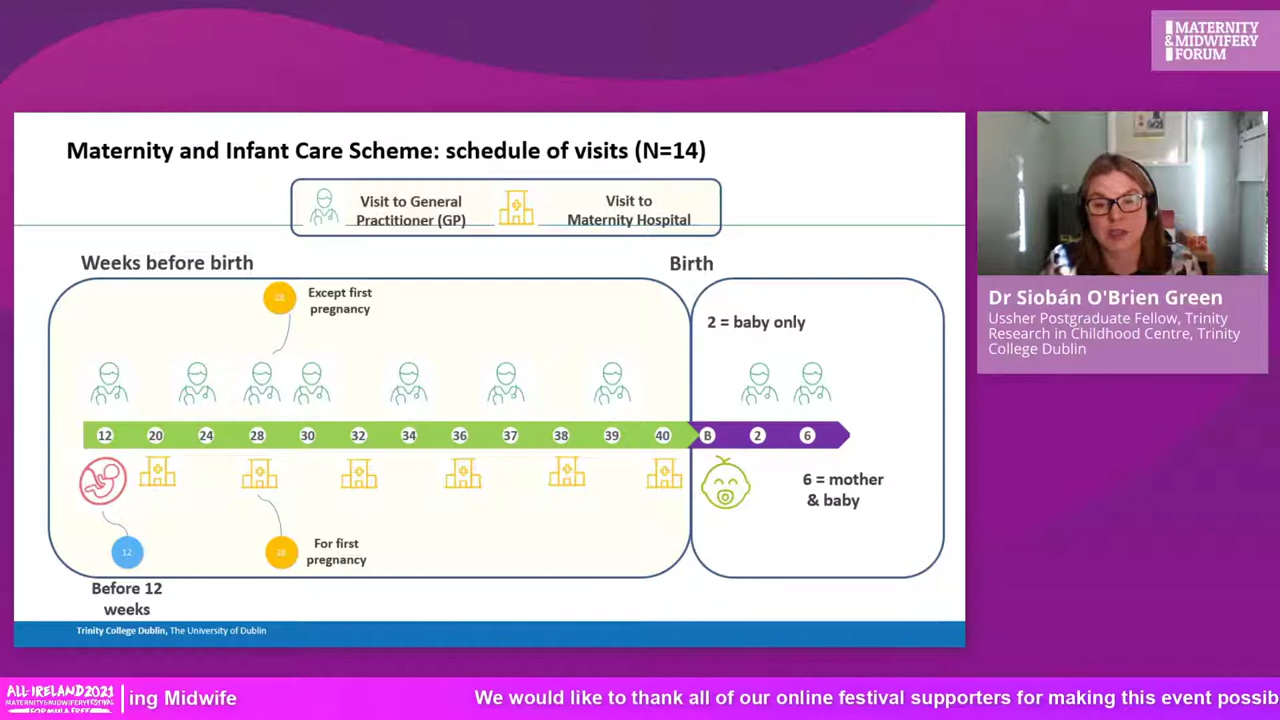 MATERNITY
& MIDWIFERY
FORUM
Maternity and Infant Care Scheme: schedule of visits (N=14)
Visit to General
Practitioner (GP)
Visit to
Maternity Hospital
Weeks before birth
Birth
Except first
pregnancy
2 = baby only
12 20 24 28 30 32 34 36 37 38 39 40 B 2 6
6 = mother
& baby
12
28
For first
pregnancy
Before 12
weeks
Trinity College Dublin, The University of Dublin
Dr Siobán O'Brien Green
Ussher Postgraduate Fellow, Trinity
Research in Childhood Centre, Trinity
College Dublin
ALL-IRELAND2021
MATERNITY&MIDWIFERYFESTIVAL
FORMULA FREE
ing Midwife
We would like to thank all of our online festival supporters for making this event possib